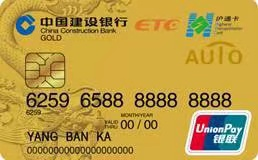 中国建设银行
China Construction Bank
GOLD
ETC
沪通卡
AUTO
6259 6588 8888 8888
6259
MONTH/YEAR
VALID THRU 00 / 00
YANG BAN KA
UnionPay
银联